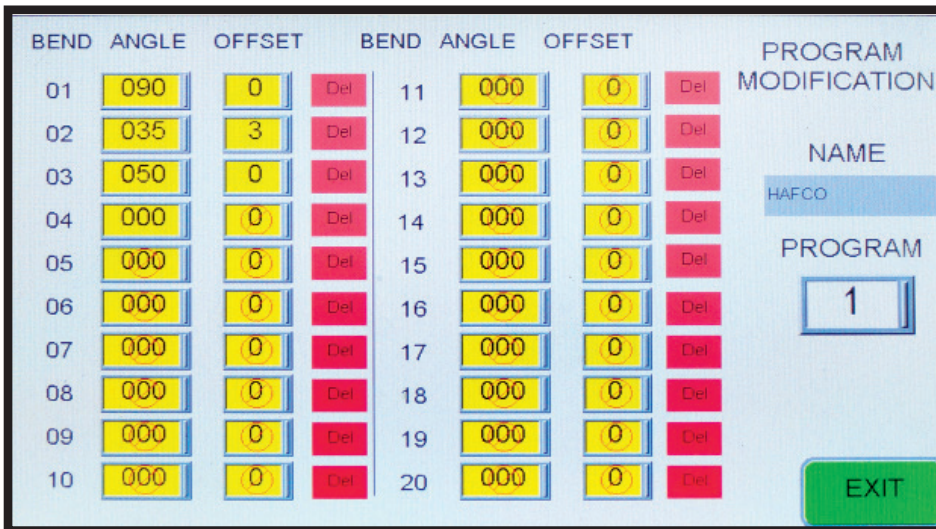 BEND ANGLE OFFSET BEND ANGLE OFFSET
PROGRAM
MODIFICATION
01 090 0 Del 11 000 0 Del
02 035 3 Del 12 000 0 Del
03 050 0 Del 13 000 0 Del
04 000 0 Del 14 000 0 Del
05 000 0 Del 15 000 0 Del
06 000 0 Del 16 000 0 Del
07 000 0 Del 17 000 0 Del
08 000 0 Del 18 000 0 Del
09 000 0 Del 19 000 0 Del
10 000 0 Del 20 000 0 Del
NAME
HAFCO
PROGRAM
1
EXIT